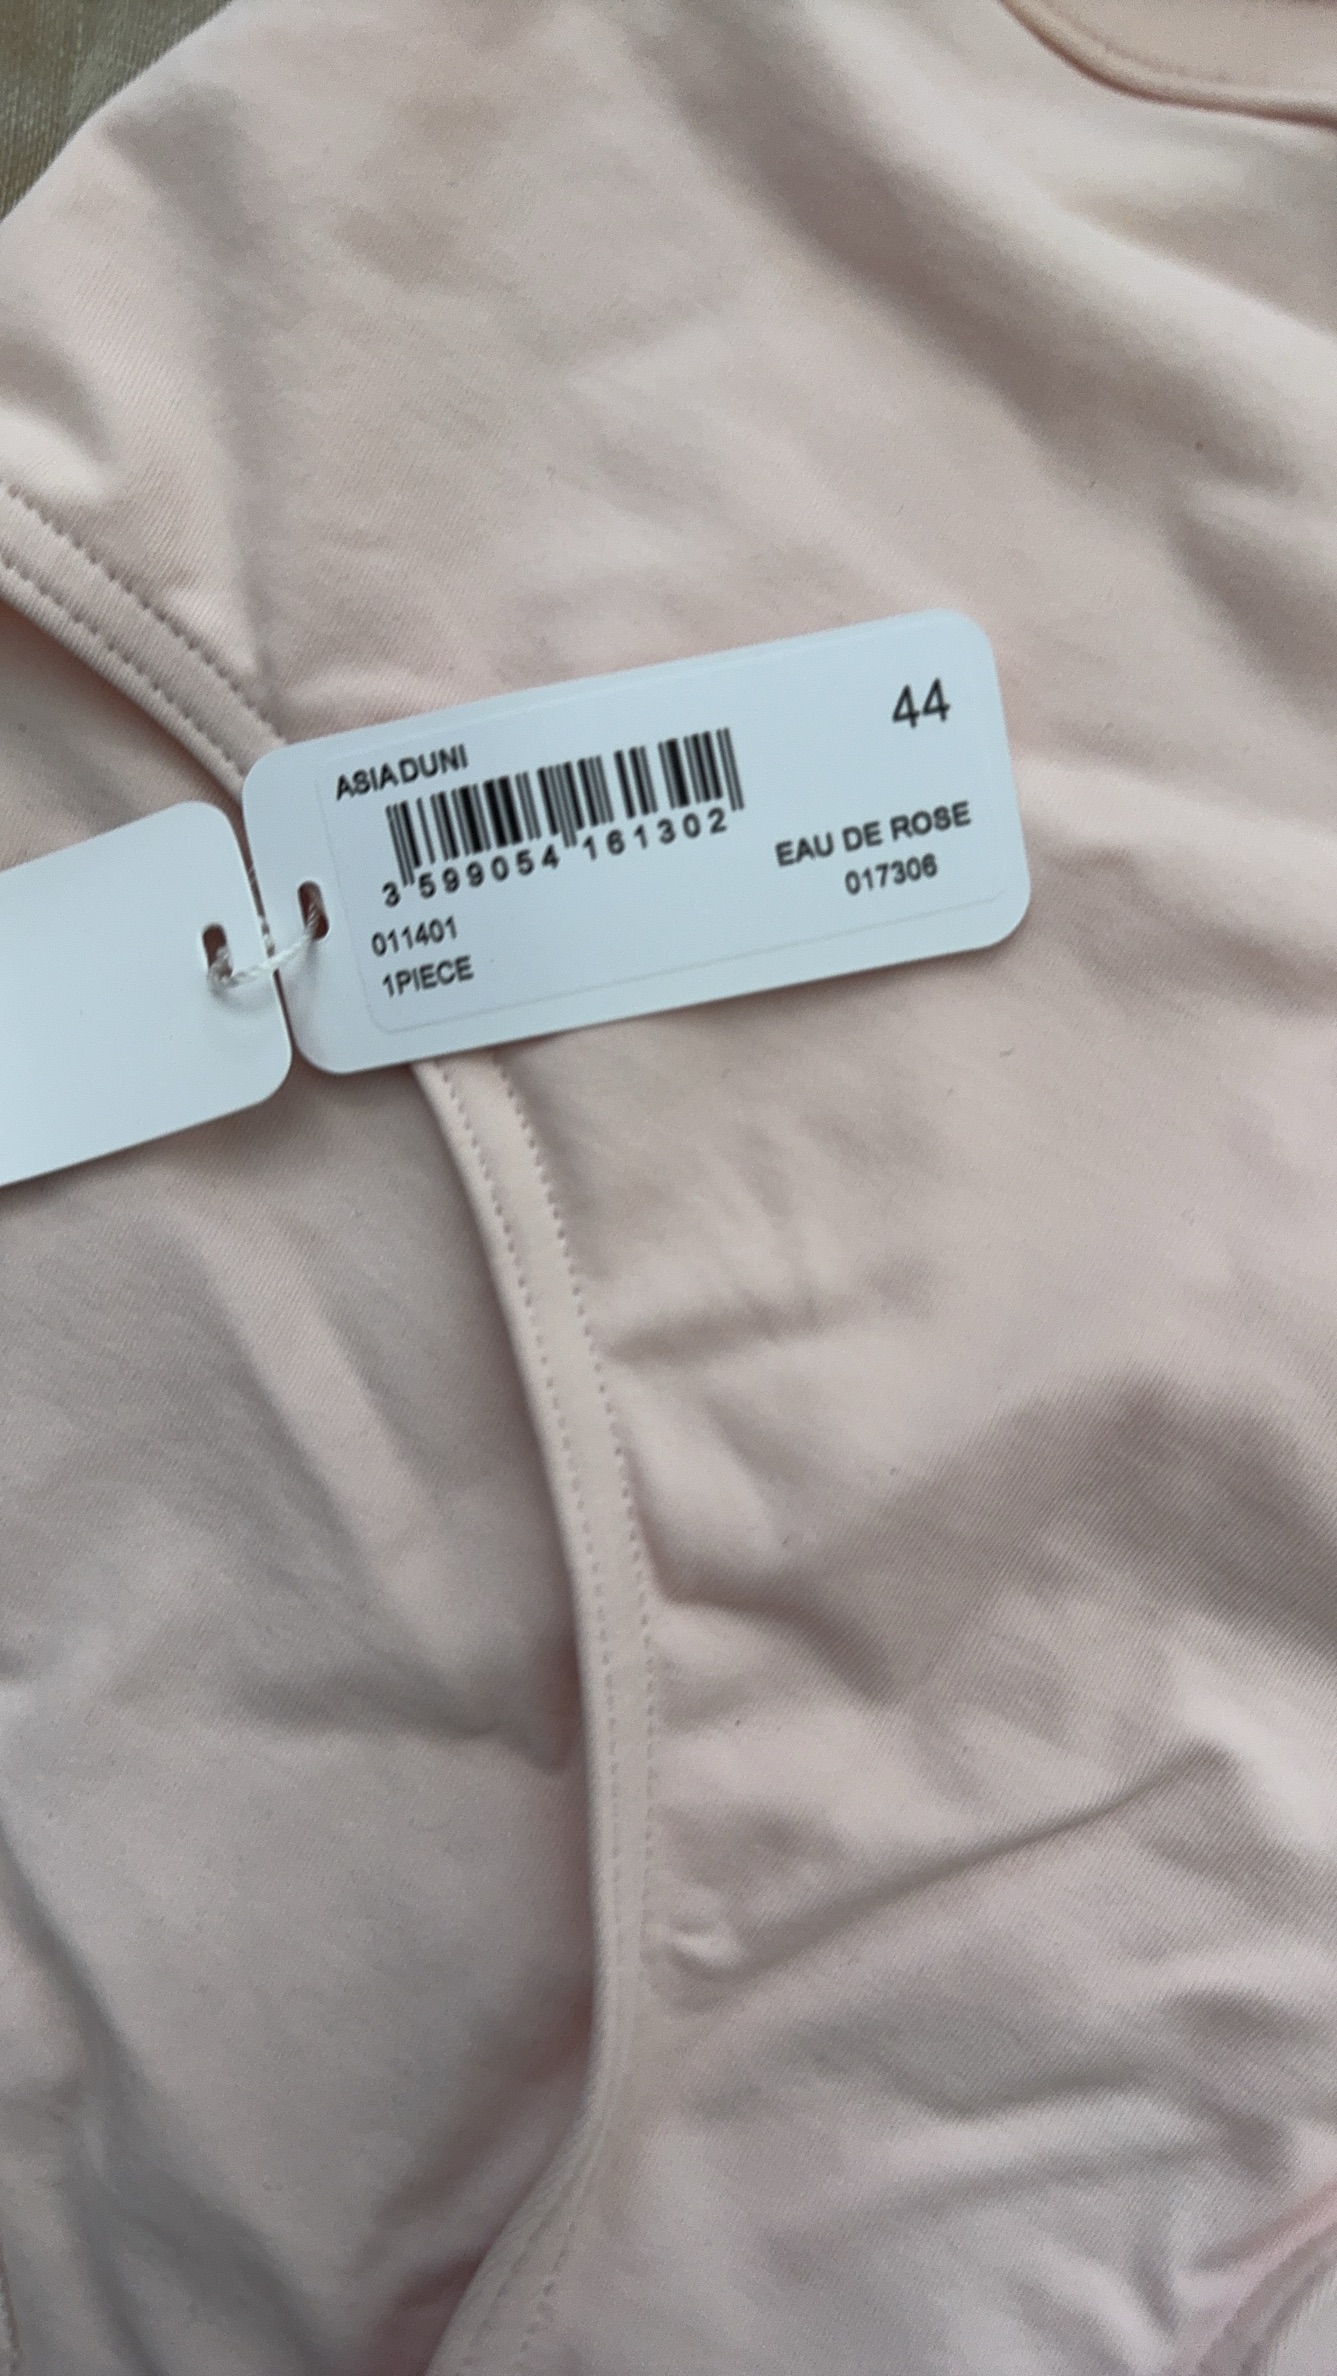 44
ASIADUNI
3 599054 161302
EAU DE ROSE
017306
011401
1PIECE